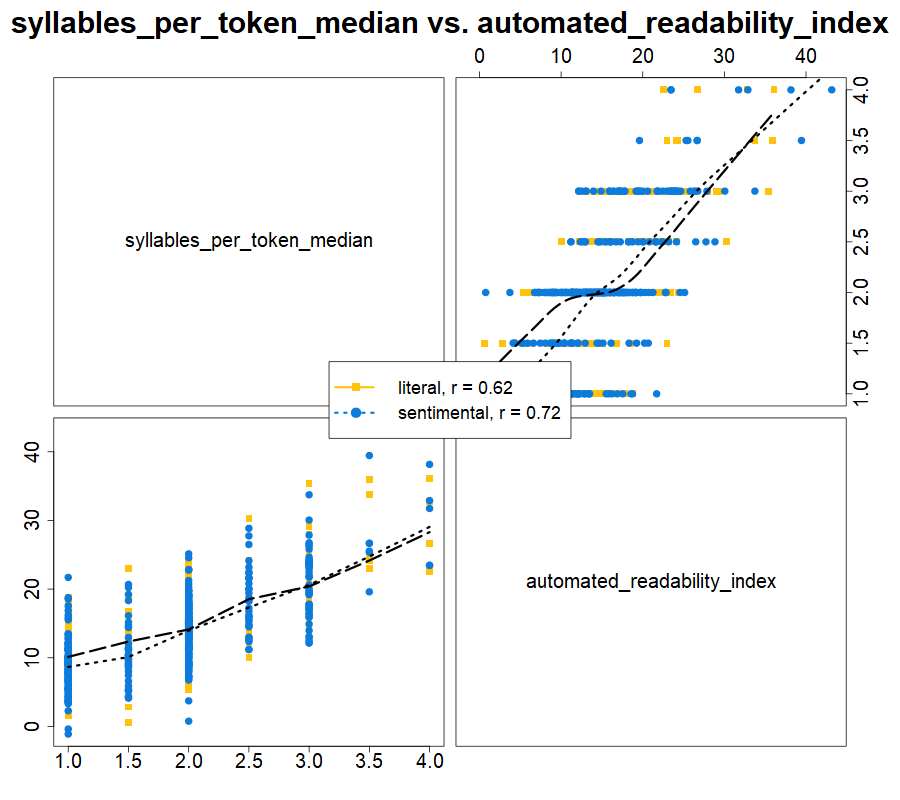 syllables_per_token_median vs. automated_readability_index
0 10 20 30 40
syllables_per_token_median
4.0
3.5
3.0
2.5
2.0
1.5
1.0
literal, r = 0.62
sentimental, r = 0.72
40
30
20
10
0
automated_readability_index
1.0 1.5 2.0 2.5 3.0 3.5 4.0